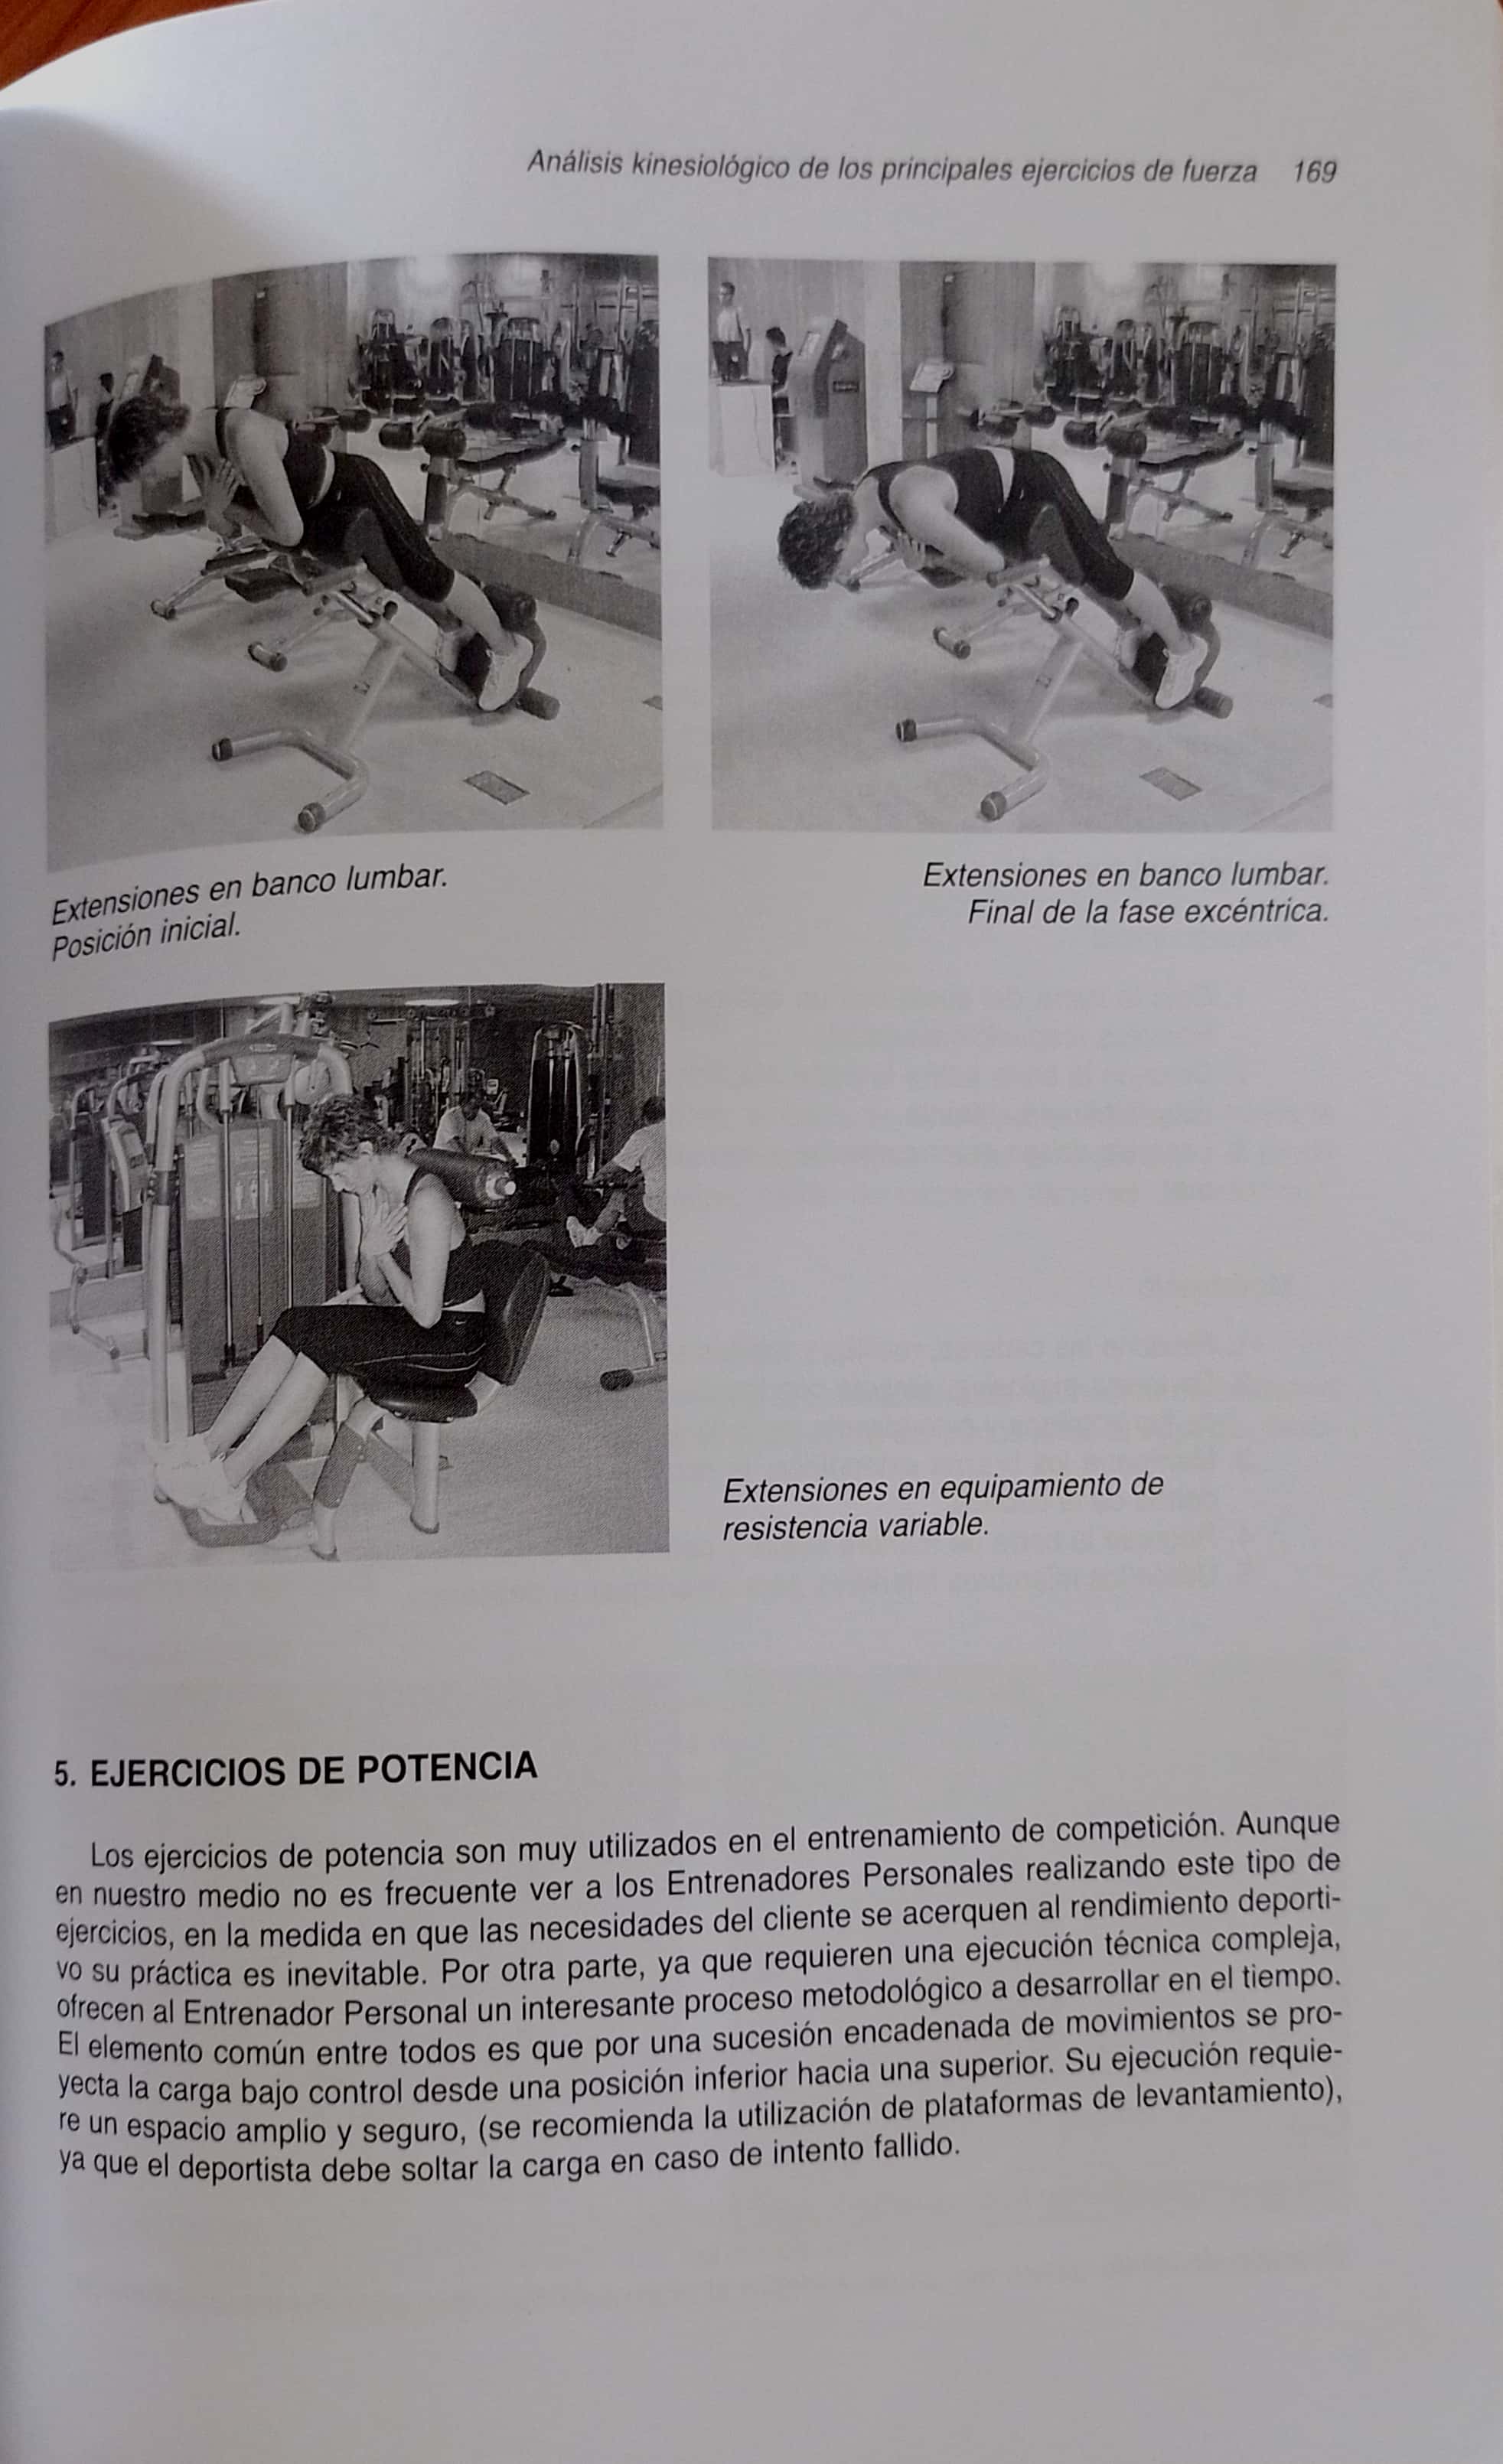 Análisis kinesiológico de los principales ejercicios de fuerza 169
Extensiones en banco lumbar.
Posición inicial.
Extensiones en banco lumbar.
Final de la fase excéntrica.
Extensiones en equipamiento de
resistencia variable.
5. EJERCICIOS DE POTENCIA
Los ejercicios de potencia son muy utilizados en el entrenamiento de competición. Aunque
en nuestro medio no es frecuente ver a los Entrenadores Personales realizando este tipo de
ejercicios, en la medida en que las necesidades del cliente se acerquen al rendimiento deporti-
vo su práctica es inevitable. Por otra parte, ya que requieren una ejecución técnica compleja,
ofrecen al Entrenador Personal un interesante proceso metodológico a desarrollar en el tiempo.
El elemento común entre todos es que por una sucesión encadenada de movimientos se pro-
yecta la carga bajo control desde una posición inferior hacia una superior. Su ejecución requie-
re un espacio amplio y seguro, (se recomienda la utilización de plataformas de levantamiento),
ya que el deportista debe soltar la carga en caso de intento fallido.